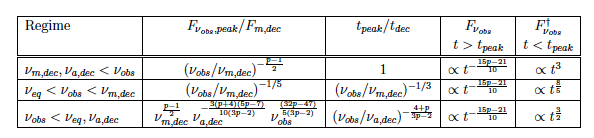 Regime F_{ν_{obs},peak}/F_{m,dec} t_{peak}/t_{dec} F_{ν_{obs}} F^{†}_{ν_{obs}}
t > t_{peak} t < t_{peak}
ν_{m,dec}, ν_{a,dec} < ν_{obs} (ν_{obs}/ν_{m,dec})^{-\frac{p-1}{2}} 1 ∝ t^{-\frac{15p-21}{10}} ∝ t^{3}
ν_{eq} < ν_{obs} < ν_{m,dec} (ν_{obs}/ν_{m,dec})^{-1/5} (ν_{obs}/ν_{m,dec})^{-1/3} ∝ t^{-\frac{15p-21}{10}} ∝ t^{\frac{8}{5}}
ν_{obs} < ν_{eq}, ν_{a,dec} ν_{m,dec}^{\frac{p-1}{2}} ν_{a,dec}^{-\frac{3(p+4)(5p-7)}{10(3p-2)}} ν_{obs}^{\frac{(32p-47)}{5(3p-2)}} (ν_{obs}/ν_{a,dec})^{-\frac{4+p}{3p-2}} ∝ t^{-\frac{15p-21}{10}} ∝ t^{\frac{3}{2}}